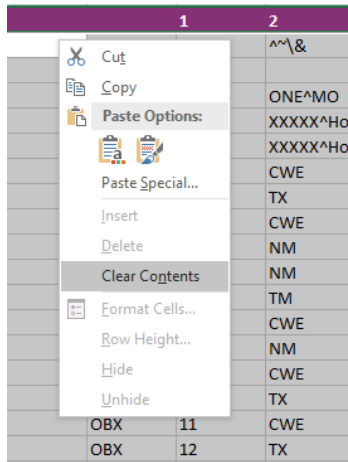 1 2
^~\&
Cut
Copy
ONE^MO
Paste Options:
XXXXX^Ho
XXXXX^Ho
Paste Special...
CWE
TX
Insert
CWE
Delete
NM
Clear Contents
NM
Format Cells...
TM
CWE
Row Height...
NM
Hide
CWE
Unhide
TX
OBX 11 CWE
OBX 12 TX